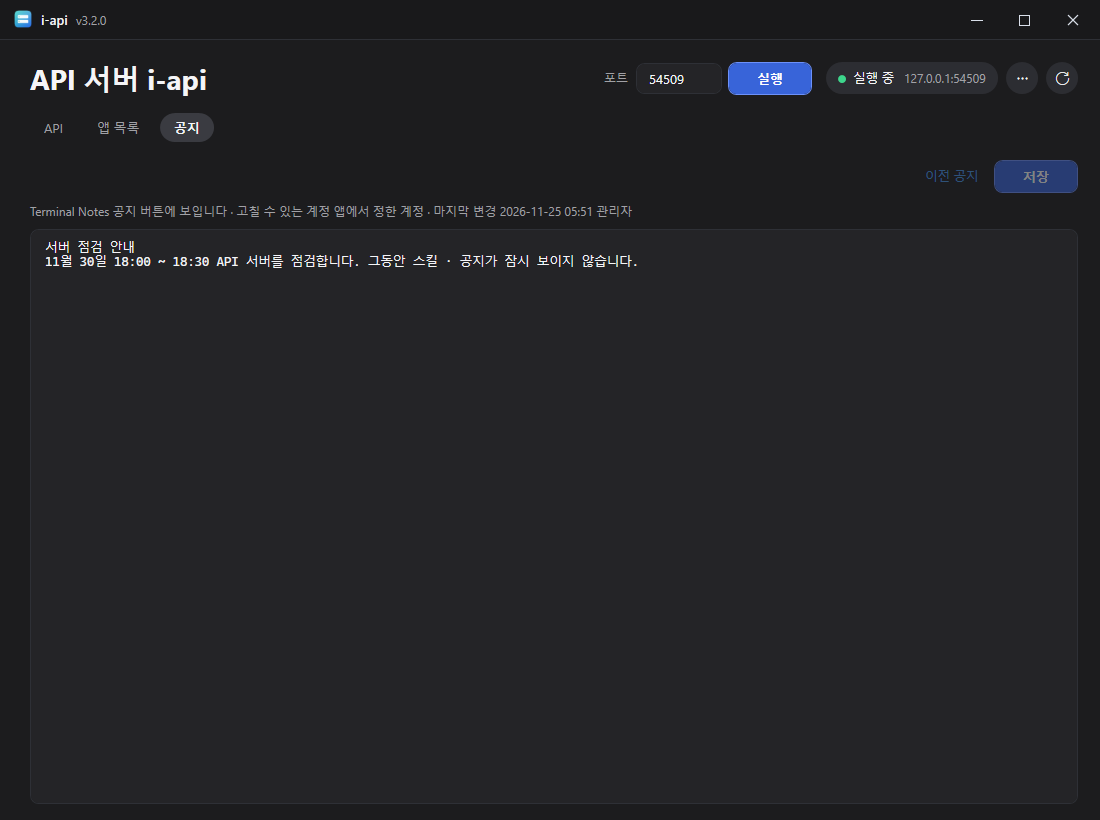 i-api v3.2.0
API 서버 i-api
포트 54509 실행 실행 중 127.0.0.1:54509
API 앱 목록 공지
이전 공지 저장
Terminal Notes 공지 버튼에 보입니다 · 고칠 수 있는 계정 앱에서 정한 계정 · 마지막 변경 2026-11-25 05:51 관리자
서버 점검 안내
11월 30일 18:00 ~ 18:30 API 서버를 점검합니다. 그동안 스킬 · 공지가 잠시 보이지 않습니다.